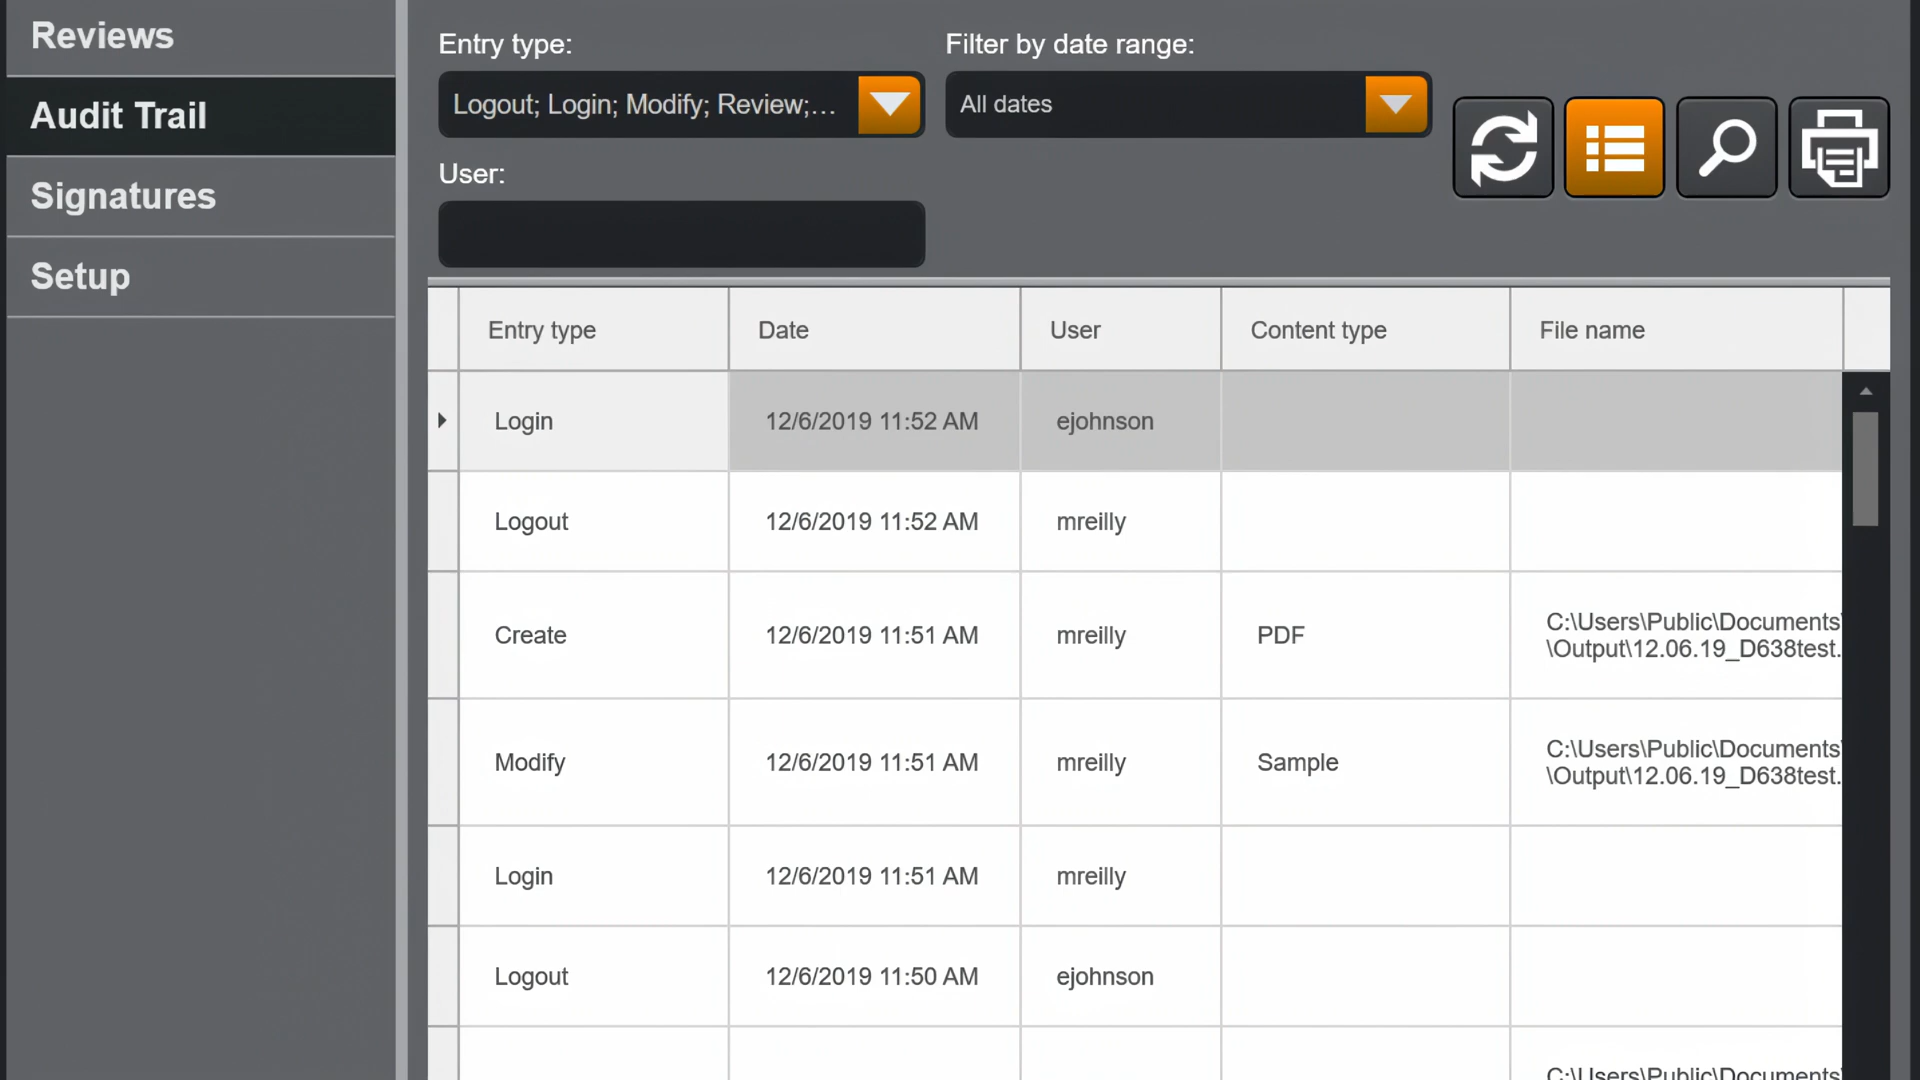 Reviews
Audit Trail
Signatures
Setup
Entry type:
Filter by date range:
Logout; Login; Modify; Review;...
All dates
User:
Entry type Date User Content type File name
Login 12/6/2019 11:52 AM ejohnson
Logout 12/6/2019 11:52 AM mreilly
Create 12/6/2019 11:51 AM mreilly PDF C:\Users\Public\Documents\
\Output\12.06.19_D638test.
Modify 12/6/2019 11:51 AM mreilly Sample C:\Users\Public\Documents\
\Output\12.06.19_D638test.
Login 12/6/2019 11:51 AM mreilly
Logout 12/6/2019 11:50 AM ejohnson
C:\Users\Public\Documents\